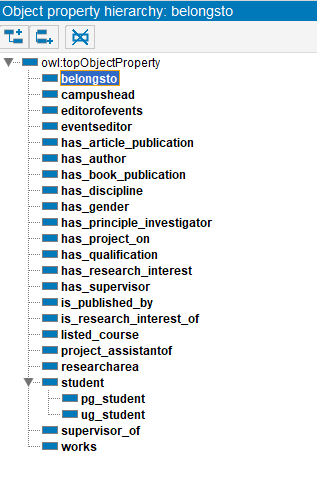 Object property hierarchy: belongsto
owl:topObjectProperty
belongsto
campushead
editorofevents
eventseditor
has_article_publication
has_author
has_book_publication
has_discipline
has_gender
has_principle_investigator
has_project_on
has_qualification
has_research_interest
has_supervisor
is_published_by
is_research_interest_of
listed_course
project_assistantof
researcharea
student
pg_student
ug_student
supervisor_of
works